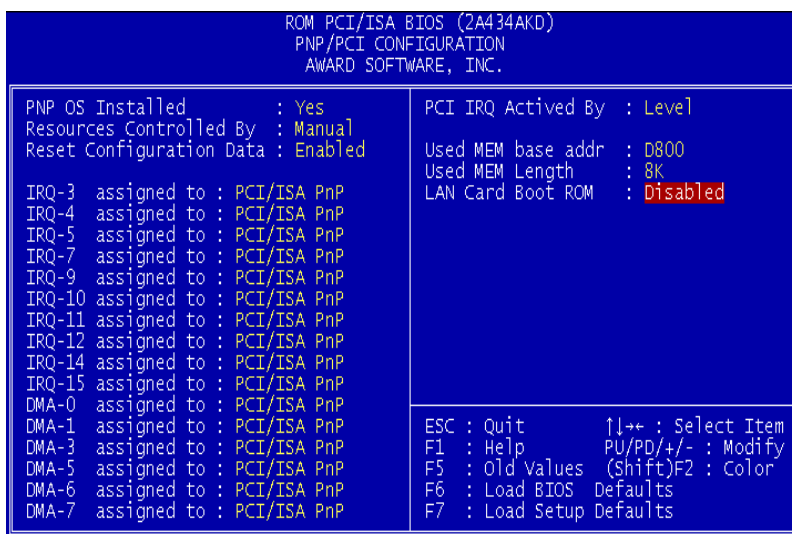 ROM PCI/ISA BIOS (2A434AKD)
PNP/PCI CONFIGURATION
AWARD SOFTWARE, INC.
PNP OS Installed : Yes
Resources Controlled By : Manual
Reset Configuration Data : Enabled
IRQ-3 assigned to : PCI/ISA PnP
IRQ-4 assigned to : PCI/ISA PnP
IRQ-5 assigned to : PCI/ISA PnP
IRQ-7 assigned to : PCI/ISA PnP
IRQ-9 assigned to : PCI/ISA PnP
IRQ-10 assigned to : PCI/ISA PnP
IRQ-11 assigned to : PCI/ISA PnP
IRQ-12 assigned to : PCI/ISA PnP
IRQ-14 assigned to : PCI/ISA PnP
IRQ-15 assigned to : PCI/ISA PnP
DMA-0 assigned to : PCI/ISA PnP
DMA-1 assigned to : PCI/ISA PnP
DMA-3 assigned to : PCI/ISA PnP
DMA-5 assigned to : PCI/ISA PnP
DMA-6 assigned to : PCI/ISA PnP
DMA-7 assigned to : PCI/ISA PnP
PCI IRQ Actived By : Level
Used MEM base addr : D800
Used MEM Length : 8K
LAN Card Boot ROM : Disabled
ESC : Quit ↑↓→← : Select Item
F1 : Help PU/PD/+/- : Modify
F5 : Old Values (Shift)F2 : Color
F6 : Load BIOS Defaults
F7 : Load Setup Defaults